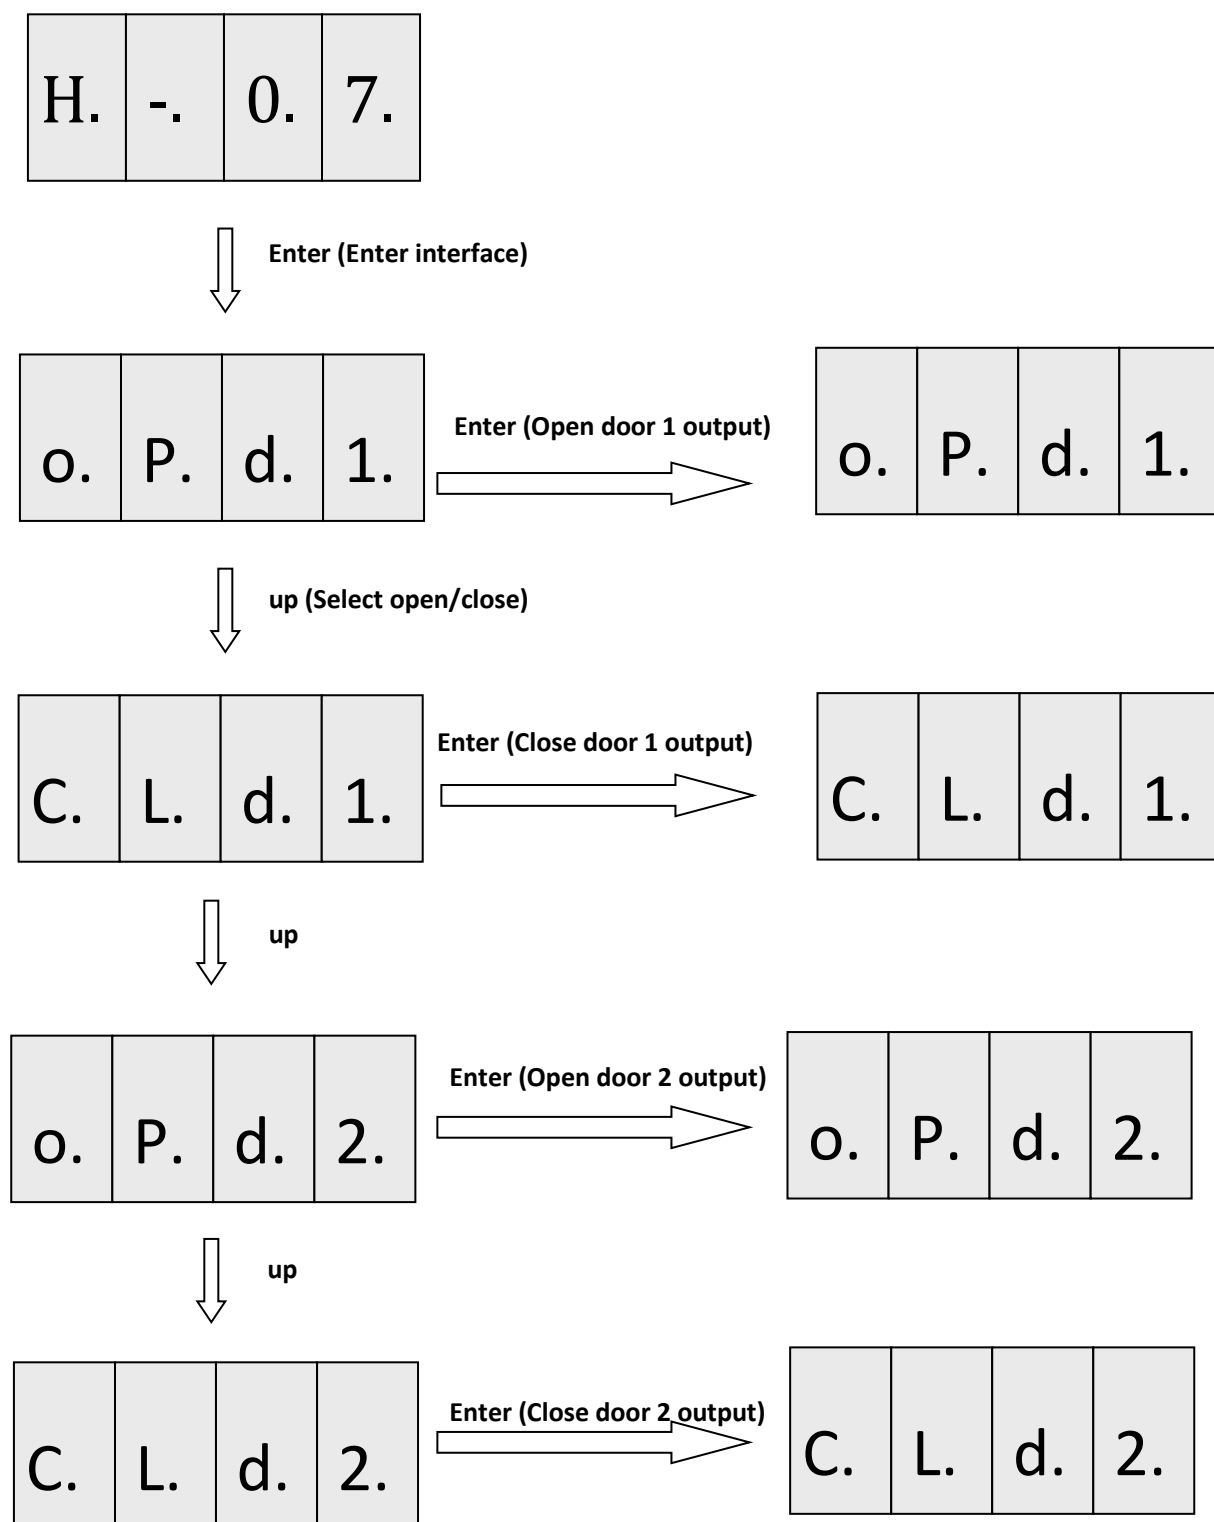 H. -. 0. 7.
Enter (Enter interface)
o. P. d. 1.
Enter (Open door 1 output)
o. P. d. 1.
up (Select open/close)
C. L. d. 1.
Enter (Close door 1 output)
C. L. d. 1.
up
o. P. d. 2.
Enter (Open door 2 output)
o. P. d. 2.
up
C. L. d. 2.
Enter (Close door 2 output)
C. L. d. 2.